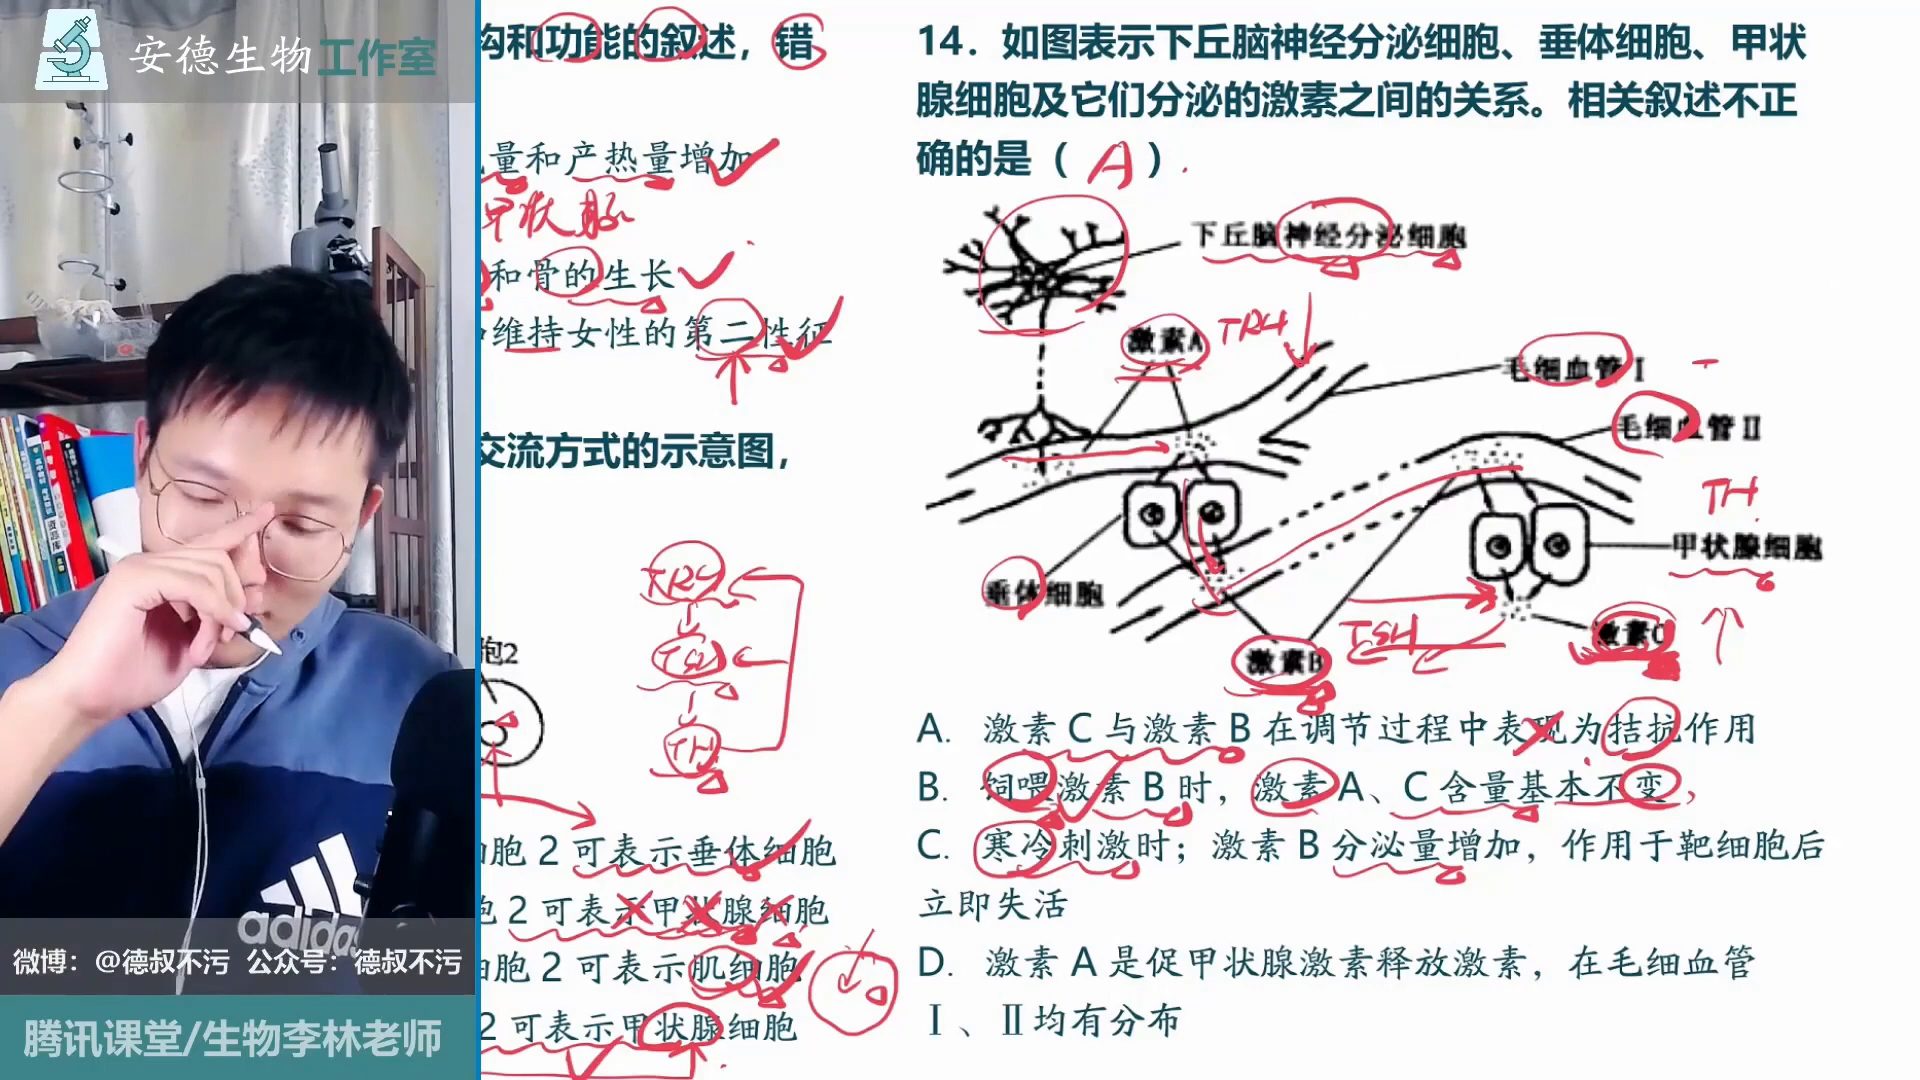 安德生物工作室
构和功能的叙述，错
量和产热量增加
甲状腺
和骨的生长
维持女性的第二性征
交流方式的示意图，
胞2
TRH
TSH
TH
细胞 2 可表示垂体细胞
胞 2 可表示甲状腺细胞
细胞 2 可表示肌细胞
2 可表示甲状腺细胞
14．如图表示下丘脑神经分泌细胞、垂体细胞、甲状
腺细胞及它们分泌的激素之间的关系。相关叙述不正
确的是（ A ）.
下丘脑神经分泌细胞
激素A
TRH
毛细血管Ⅰ
毛细血管Ⅱ
TH
甲状腺细胞
垂体细胞
激素B
TSH
激素C
A. 激素 C 与激素 B 在调节过程中表现为拮抗作用
B. 饲喂激素 B 时，激素 A、C 含量基本不变
C. 寒冷刺激时；激素 B 分泌量增加，作用于靶细胞后
立即失活
D. 激素 A 是促甲状腺激素释放激素，在毛细血管
Ⅰ、Ⅱ均有分布
adidas
微博：@德叔不污 公众号：德叔不污
腾讯课堂/生物李林老师